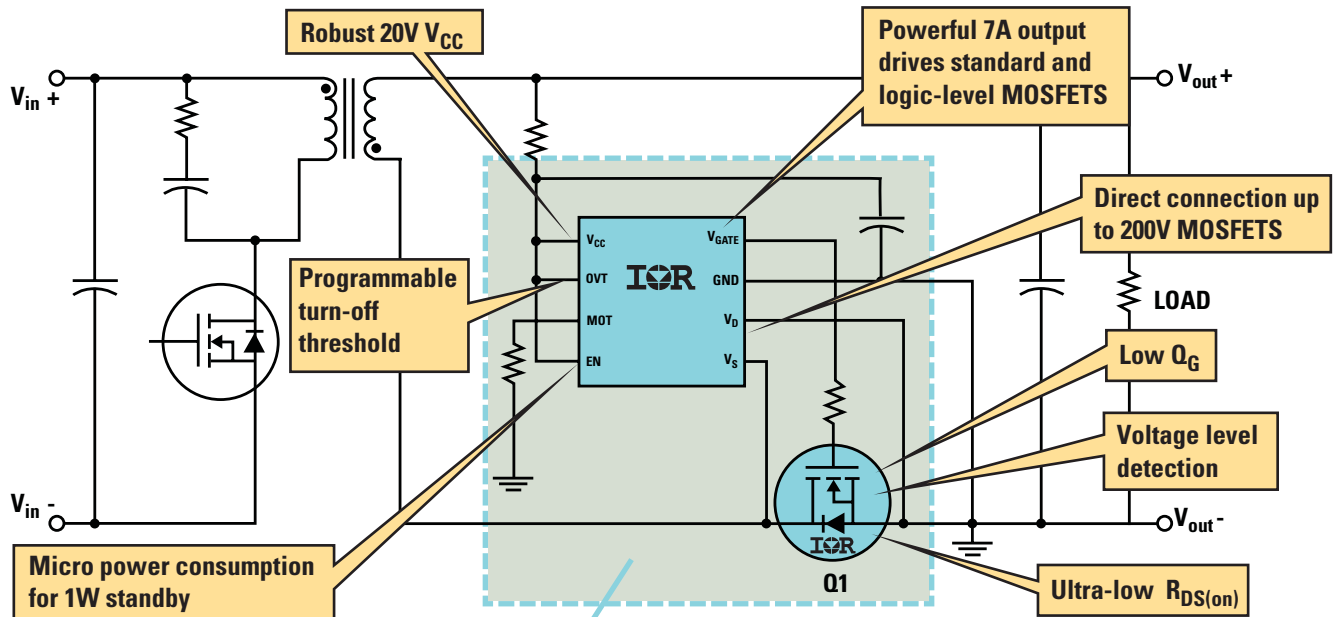 Robust 20V VCC
Powerful 7A output
drives standard and
logic-level MOSFETS
Vin +
Vout+
Direct connection up
to 200V MOSFETS
VCC
VGATE
Programmable
turn-off
threshold
OVT
IOR
GND
LOAD
MOT
VD
EN
VS
Low QG
Voltage level
detection
Vin -
Vout-
IOR
Micro power consumption
for 1W standby
Q1
Ultra-low RDS(on)